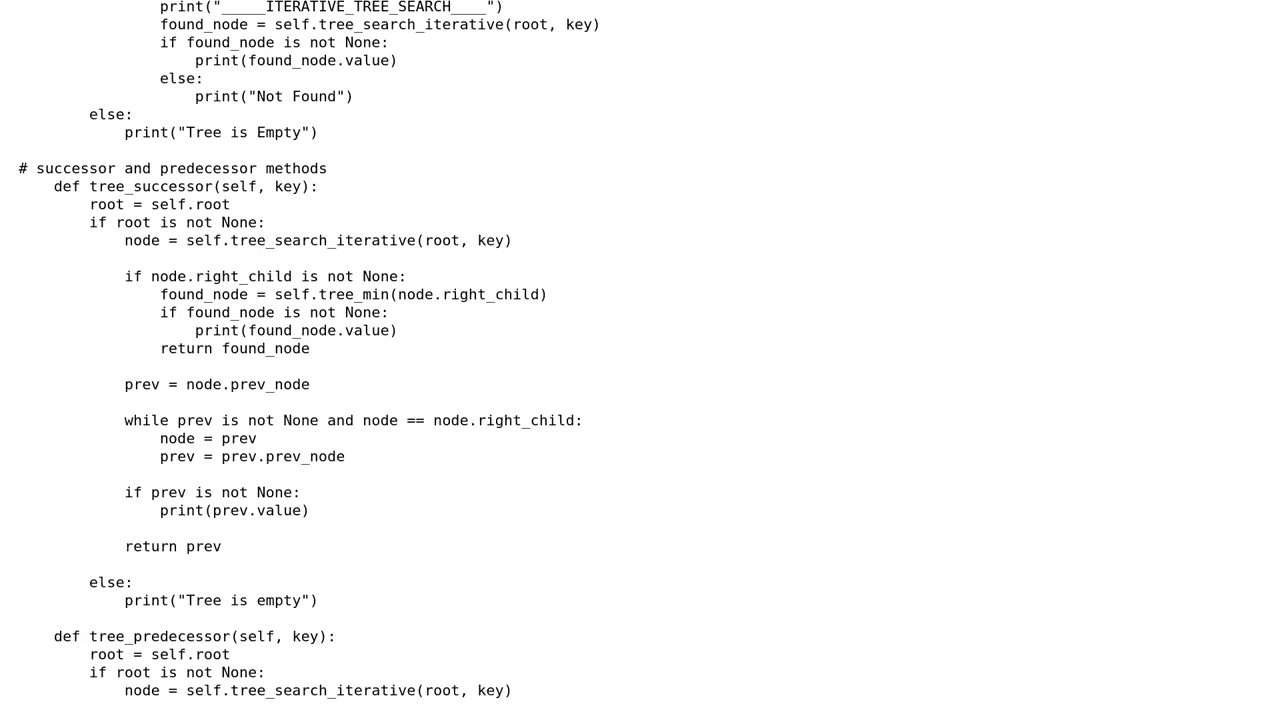 print("_____ITERATIVE_TREE_SEARCH____")
                found_node = self.tree_search_iterative(root, key)
                if found_node is not None:
                    print(found_node.value)
                else:
                    print("Not Found")
        else:
            print("Tree is Empty")

# successor and predecessor methods
    def tree_successor(self, key):
        root = self.root
        if root is not None:
            node = self.tree_search_iterative(root, key)

            if node.right_child is not None:
                found_node = self.tree_min(node.right_child)
                if found_node is not None:
                    print(found_node.value)
                return found_node

            prev = node.prev_node

            while prev is not None and node == node.right_child:
                node = prev
                prev = prev.prev_node

            if prev is not None:
                print(prev.value)

            return prev

        else:
            print("Tree is empty")

    def tree_predecessor(self, key):
        root = self.root
        if root is not None:
            node = self.tree_search_iterative(root, key)